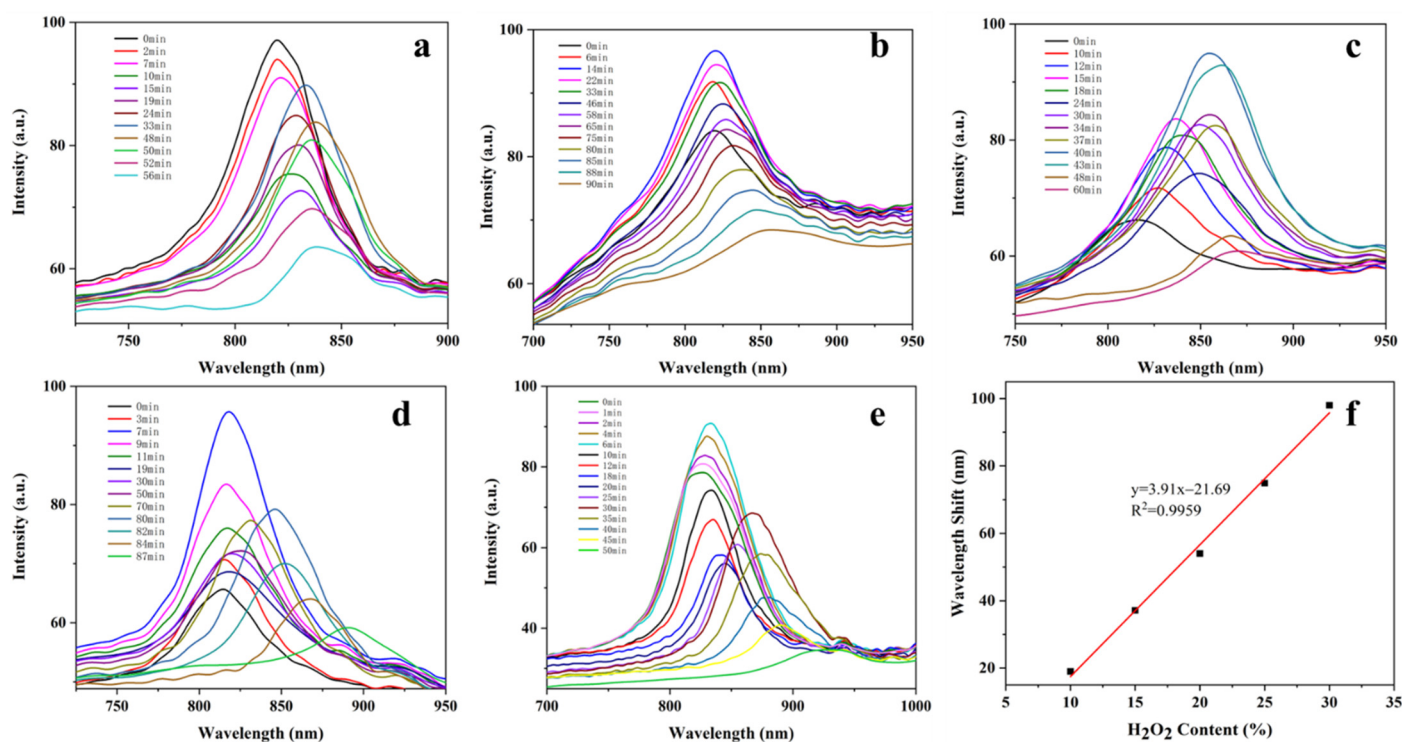 a
100
80
60
750
800
850
900
Intensity (a.u.)
Wavelength (nm)
0min
2min
7min
10min
15min
19min
24min
33min
48min
50min
52min
56min
b
100
80
60
700
750
800
850
900
950
Intensity (a.u.)
Wavelength (nm)
0min
6min
14min
22min
33min
46min
58min
65min
75min
80min
85min
88min
90min
c
100
90
80
70
60
750
800
850
900
950
Intensity (a.u.)
Wavelength (nm)
0min
10min
12min
15min
18min
24min
30min
34min
37min
40min
43min
48min
60min
d
100
80
60
750
800
850
900
950
Intensity (a.u.)
Wavelength (nm)
0min
3min
7min
9min
11min
19min
30min
50min
70min
80min
82min
84min
87min
e
100
80
60
40
700
800
900
1000
Intensity (a.u.)
Wavelength (nm)
0min
1min
2min
4min
6min
10min
12min
18min
20min
25min
30min
35min
40min
45min
50min
f
100
80
60
40
20
5
10
15
20
25
30
35
Wavelength Shift (nm)
H₂O₂ Content (%)
y=3.91x−21.69
R²=0.9959